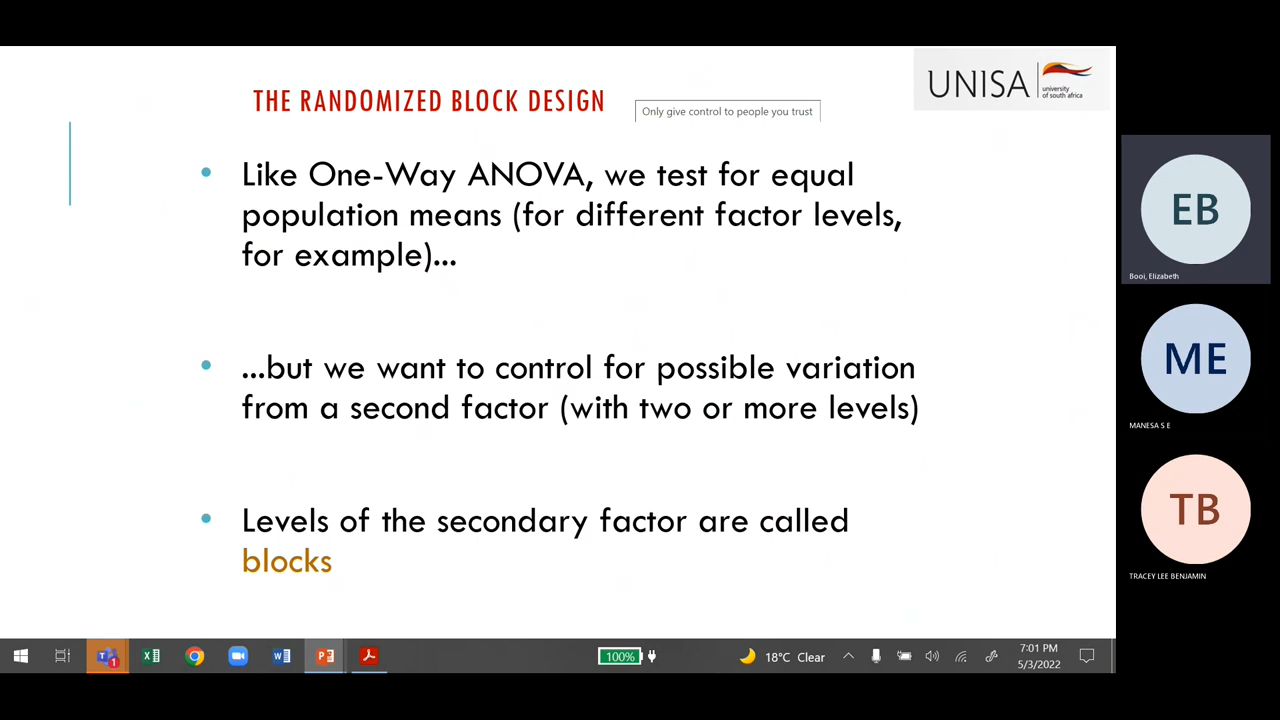 THE RANDOMIZED BLOCK DESIGN
Only give control to people you trust
UNISA
university
of south africa
• Like One-Way ANOVA, we test for equal
population means (for different factor levels,
for example)...
• ...but we want to control for possible variation
from a second factor (with two or more levels)
• Levels of the secondary factor are called
blocks
EB
Booi, Elizabeth
ME
MANESA S E
TB
TRACEY LEE BENJAMIN
1
100%
18°C Clear
7:01 PM
5/3/2022